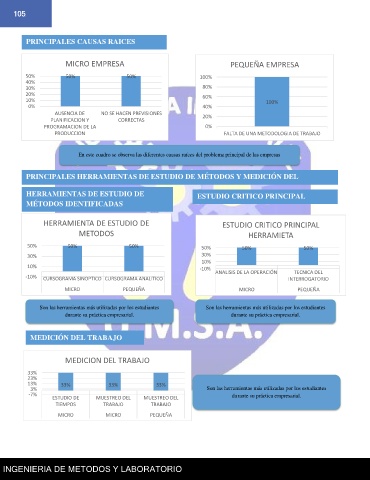 105
PRINCIPALES CAUSAS RAICES
MICRO EMPRESA
50%
40%
30%
20%
10%
0%
50%
50%
AUSENCIA DE
PLANIFICACION Y
PROGRAMACION DE LA
PRODUCCION
NO SE HACEN PREVISIONES
CORRECTAS
PEQUEÑA EMPRESA
100%
80%
60%
40%
20%
0%
100%
FALTA DE UNA METODOLOGIA DE TRABAJO
En este cuadro se observa las diferentes causas raíces del problema principal de las empresas
PRINCIPALES HERRAMIENTAS DE ESTUDIO DE MÉTODOS Y MEDICIÓN DEL
HERRAMIENTAS DE ESTUDIO DE
MÉTODOS IDENTIFICADAS
ESTUDIO CRITICO PRINCIPAL
HERRAMIENTA DE ESTUDIO DE
METODOS
50%
30%
10%
-10%
50%
50%
CURSOGRAMA SINOPTICO
CURSOGRAMA ANALITICO
MICRO
PEQUEÑA
ESTUDIO CRITICO PRINCIPAL
HERRAMIETA
50%
30%
10%
-10%
50%
50%
ANALISIS DE LA OPERACIÓN
TECNICA DEL
INTERROGATORIO
MICRO
PEQUEÑA
Son las herramientas más utilizadas por los estudiantes
durante su práctica empresarial.
Son las herramientas más utilizadas por los estudiantes
durante su práctica empresarial.
U.M.S.A.
MEDICIÓN DEL TRABAJO
MEDICION DEL TRABAJO
33%
23%
13%
3%
-7%
33%
33%
33%
ESTUDIO DE
TIEMPOS
MUESTREO DEL
TRABAJO
MUESTREO DEL
TRABAJO
MICRO
MICRO
PEQUEÑA
Son las herramientas más utilizadas por los estudiantes
durante su práctica empresarial.
INGENIERIA DE METODOS Y LABORATORIO